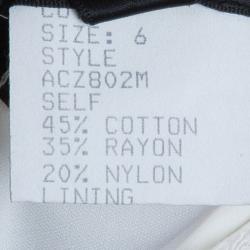 SIZE: 6
STYLE
ACZ802M
SELF
45% COTTON
35% RAYON
20% NYLON
LINING